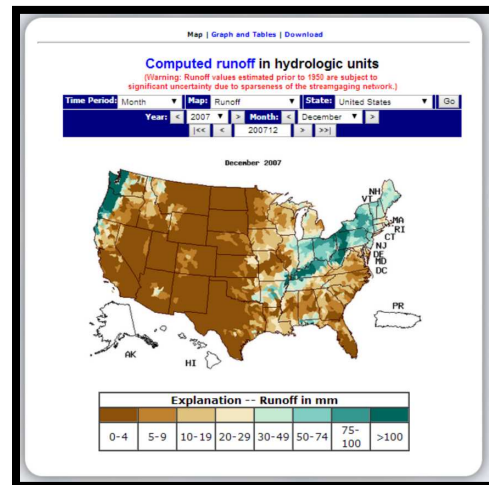 Map | Graph and Tables | Download
Computed runoff in hydrologic units
(Warning: Runoff values estimated prior to 1950 are subject to
significant uncertainty due to sparseness of the streamgaging network.)
Time Period: Month ▼ Map: Runoff ▼ State: United States ▼ Go
Year: < 2007 ▼ > Month: < December ▼ >
|<< < 200712 > >>|
December 2007
NH
VT
MA
RI
CT
NJ
DE
MD
DC
PR
AK
HI
Explanation -- Runoff in mm
0-4 5-9 10-19 20-29 30-49 50-74 75-100 >100